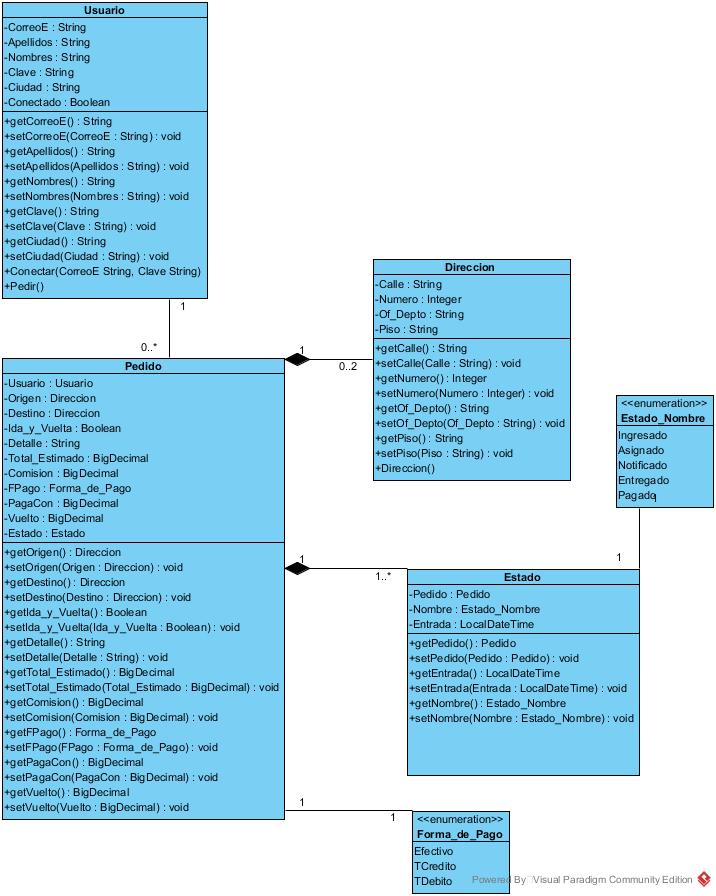 Usuario
-CorreoE : String
-Apellidos : String
-Nombres : String
-Clave : String
-Ciudad : String
-Conectado : Boolean
+getCorreoE() : String
+setCorreoE(CorreoE : String) : void
+getApellidos() : String
+setApellidos(Apellidos : String) : void
+getNombres() : String
+setNombres(Nombres : String) : void
+getClave() : String
+setClave(Clave : String) : void
+getCiudad() : String
+setCiudad(Ciudad : String) : void
+Conectar(CorreoE String, Clave String)
+Pedir()
1
0..*
Pedido
-Usuario : Usuario
-Origen : Direccion
-Destino : Direccion
-Ida_y_Vuelta : Boolean
-Detalle : String
-Total_Estimado : BigDecimal
-Comision : BigDecimal
-FPago : Forma_de_Pago
-PagaCon : BigDecimal
-Vuelto : BigDecimal
-Estado : Estado
+getOrigen() : Direccion
+setOrigen(Origen : Direccion) : void
+getDestino() : Direccion
+setDestino(Destino : Direccion) : void
+getIda_y_Vuelta() : Boolean
+setIda_y_Vuelta(Ida_y_Vuelta : Boolean) : void
+getDetalle() : String
+setDetalle(Detalle : String) : void
+getTotal_Estimado() : BigDecimal
+setTotal_Estimado(Total_Estimado : BigDecimal) : void
+getComision() : BigDecimal
+setComision(Comision : BigDecimal) : void
+getFPago() : Forma_de_Pago
+setFPago(FPago : Forma_de_Pago) : void
+getPagaCon() : BigDecimal
+setPagaCon(PagaCon : BigDecimal) : void
+getVuelto() : BigDecimal
+setVuelto(Vuelto : BigDecimal) : void
1
0..2
Direccion
-Calle : String
-Numero : Integer
-Of_Depto : String
-Piso : String
+getCalle() : String
+setCalle(Calle : String) : void
+getNumero() : Integer
+setNumero(Numero : Integer) : void
+getOf_Depto() : String
+setOf_Depto(Of_Depto : String) : void
+getPiso() : String
+setPiso(Piso : String) : void
+Direccion()
<<enumeration>>
Estado_Nombre
Ingresado
Asignado
Notificado
Entregado
Pagado
1
1
1..*
Estado
-Pedido : Pedido
-Nombre : Estado_Nombre
-Entrada : LocalDateTime
+getPedido() : Pedido
+setPedido(Pedido : Pedido) : void
+getEntrada() : LocalDateTime
+setEntrada(Entrada : LocalDateTime) : void
+getNombre() : Estado_Nombre
+setNombre(Nombre : Estado_Nombre) : void
1
1
<<enumeration>>
Forma_de_Pago
Efectivo
TCredito
TDebito
Powered By Visual Paradigm Community Edition